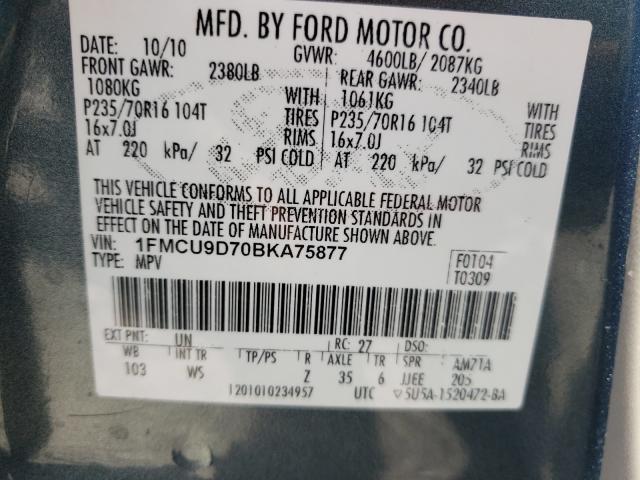 MFD. BY FORD MOTOR CO.
DATE: 10/10 GVWR: 4600LB/ 2087KG
FRONT GAWR: 2380LB REAR GAWR: 2340LB
1080KG WITH 1061KG WITH
P235/70R16 104T TIRES P235/70R16 104T TIRES
16x7.0J RIMS 16x7.0J RIMS
AT 220 kPa/ 32 PSI COLD AT 220 kPa/ 32 PSI COLD
THIS VEHICLE CONFORMS TO ALL APPLICABLE FEDERAL MOTOR
VEHICLE SAFETY AND THEFT PREVENTION STANDARDS IN
EFFECT ON THE DATE OF MANUFACTURE SHOWN ABOVE.
VIN: 1FMCU9D70BKA75877 F0104
TYPE: MPV T0309
EXT PNT: UN RC: 27 DSO:
WB INT TR TP/PS R AXLE TR SPR AM71A
103 WS Z 35 6 JJEE 205
1201010234957 UTC 5U5A-1520472-BA